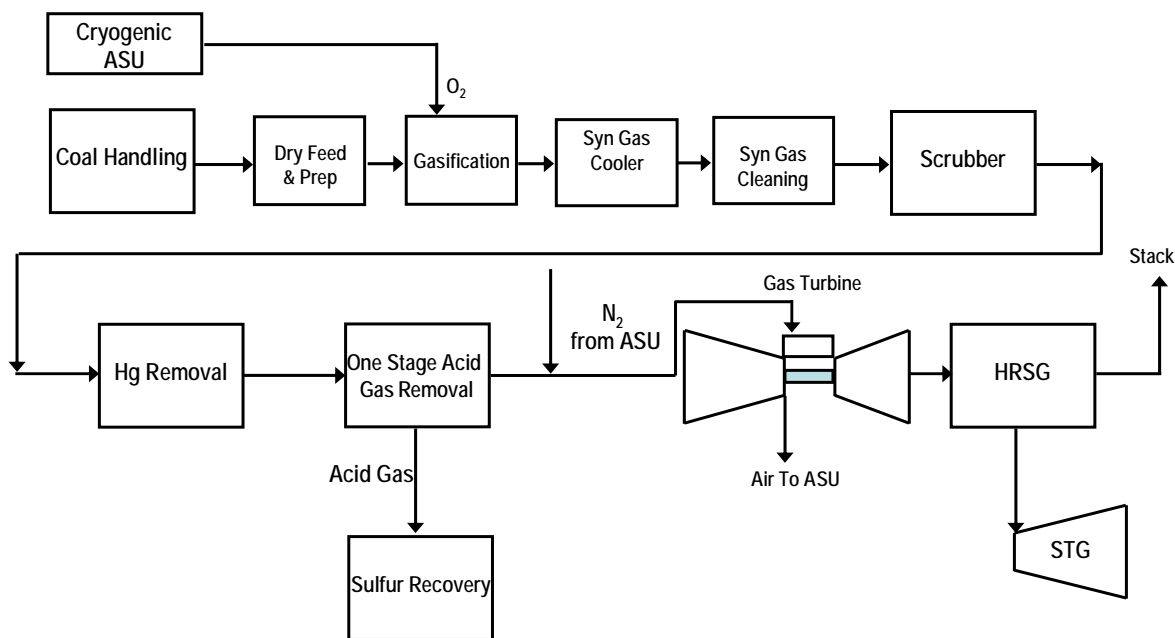 Cryogenic
ASU
O2
Coal Handling
Dry Feed
& Prep
Gasification
Syn Gas
Cooler
Syn Gas
Cleaning
Scrubber
Stack
Gas Turbine
N2
from ASU
Hg Removal
One Stage Acid
Gas Removal
HRSG
Acid Gas
Air To ASU
STG
Sulfur Recovery